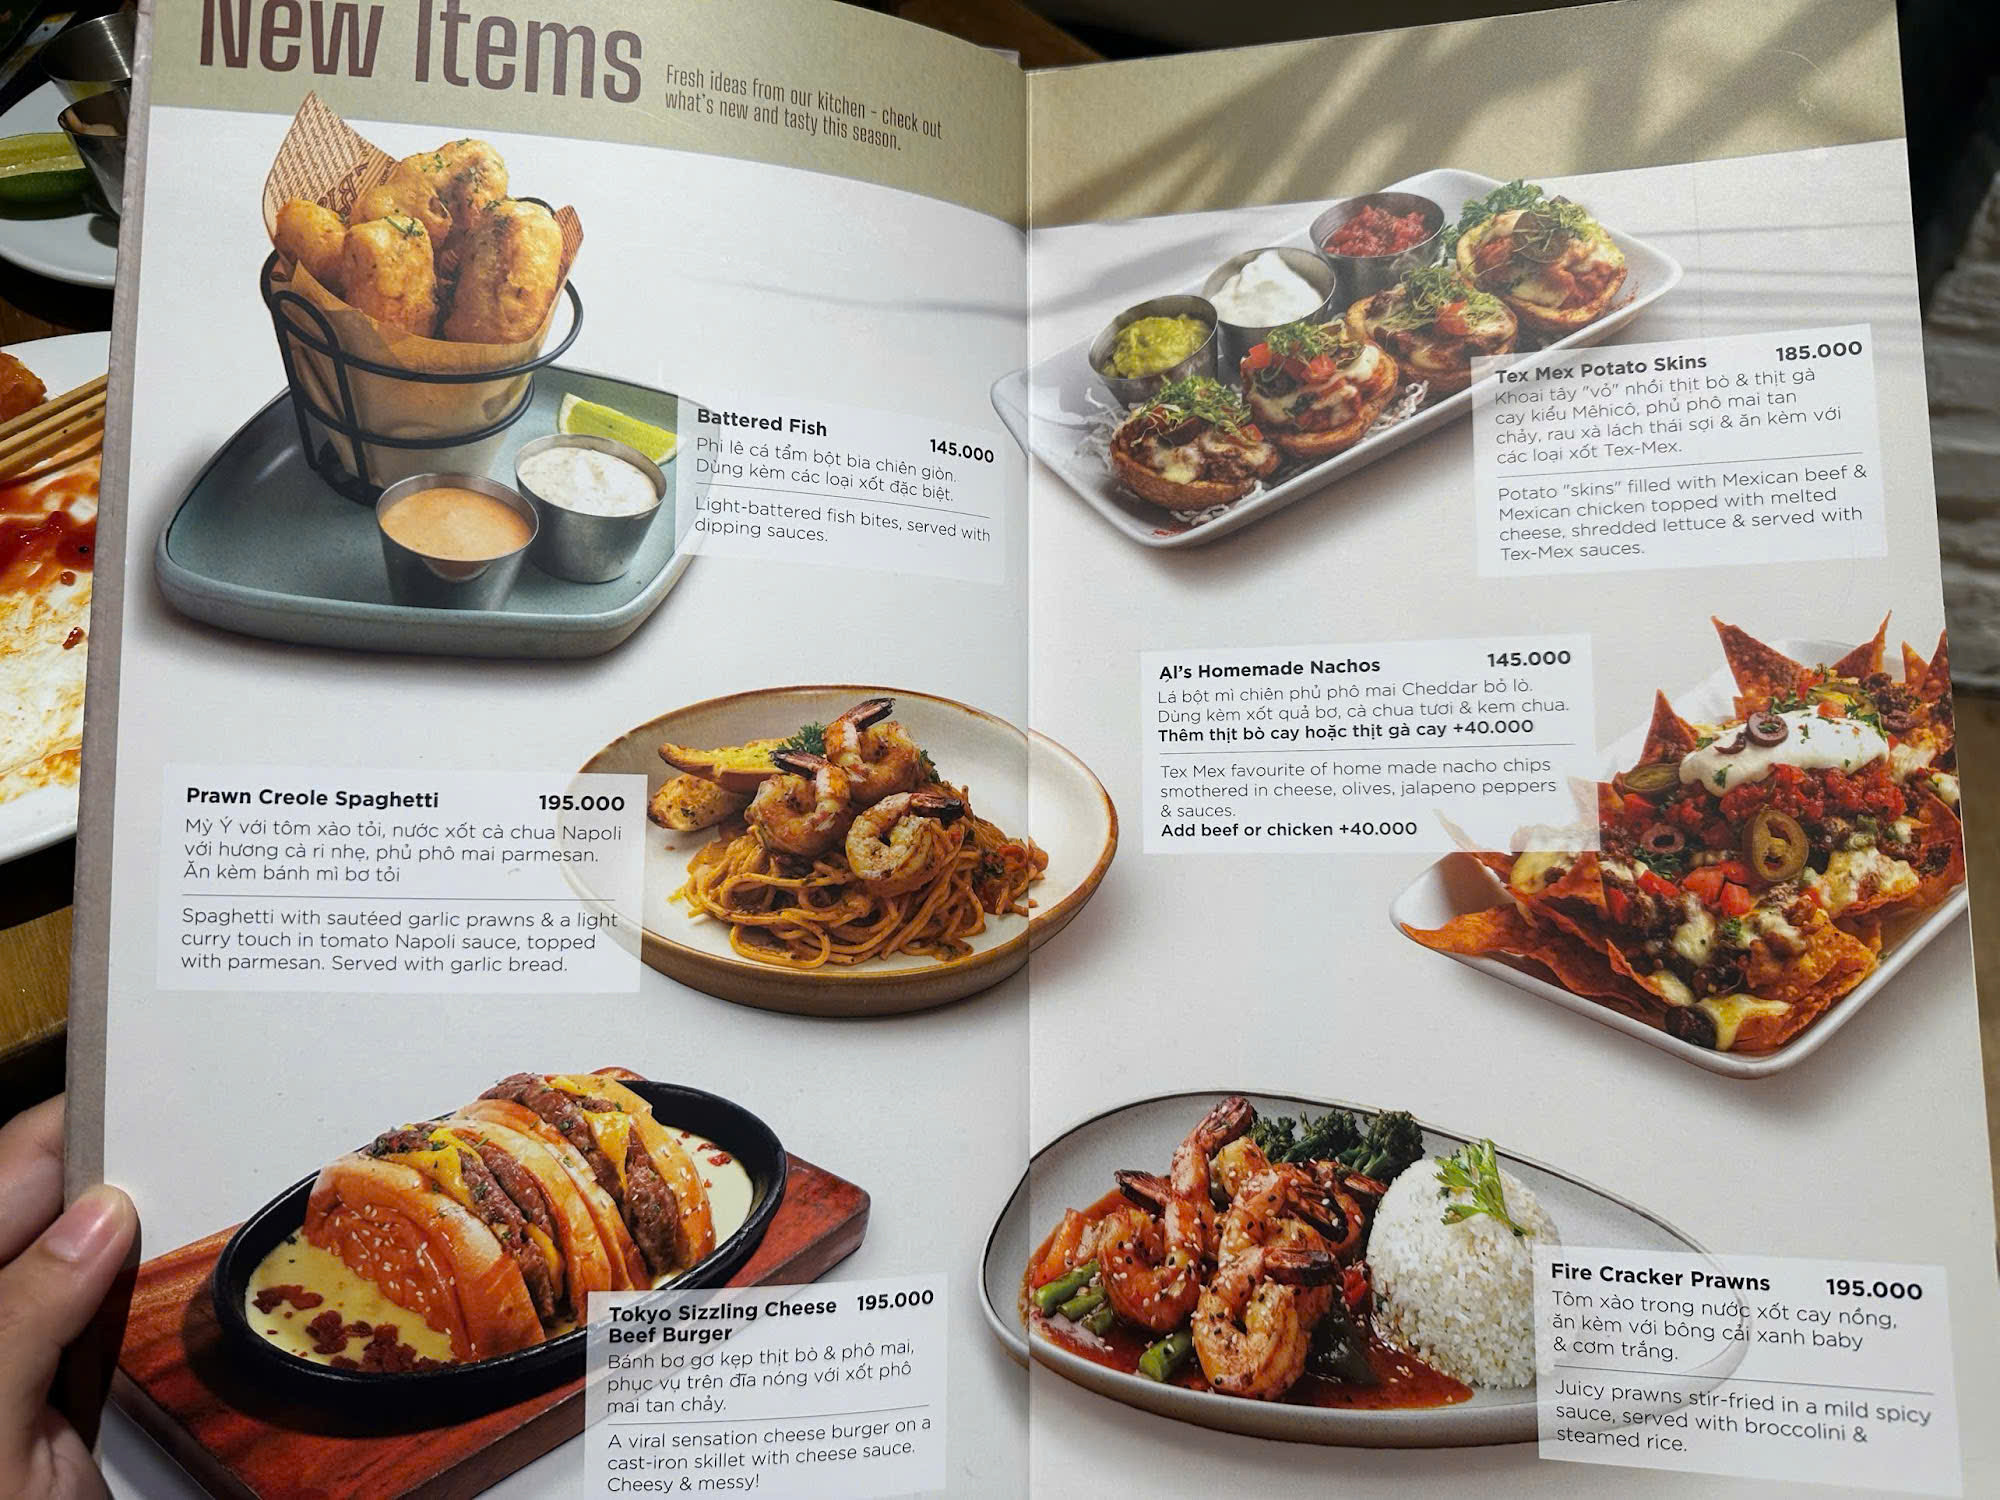 New Items
Fresh ideas from our kitchen - check out
what's new and tasty this season.
Battered Fish 145.000
Phi lê cá tẩm bột bia chiên giòn.
Dùng kèm các loại xốt đặc biệt.
Light-battered fish bites, served with
dipping sauces.
Prawn Creole Spaghetti 195.000
Mỳ Ý với tôm xào tỏi, nước xốt cà chua Napoli
với hương cà ri nhẹ, phủ phô mai parmesan.
Ăn kèm bánh mì bơ tỏi
Spaghetti with sautéed garlic prawns & a light
curry touch in tomato Napoli sauce, topped
with parmesan. Served with garlic bread.
Tokyo Sizzling Cheese 195.000
Beef Burger
Bánh bơ gơ kẹp thịt bò & phô mai,
phục vụ trên đĩa nóng với xốt phô
mai tan chảy.
A viral sensation cheese burger on a
cast-iron skillet with cheese sauce.
Cheesy & messy!
Tex Mex Potato Skins 185.000
Khoai tây "vỏ" nhồi thịt bò & thịt gà
cay kiểu Mêhicô, phủ phô mai tan
chảy, rau xà lách thái sợi & ăn kèm với
các loại xốt Tex-Mex.
Potato "skins" filled with Mexican beef &
Mexican chicken topped with melted
cheese, shredded lettuce & served with
Tex-Mex sauces.
Al's Homemade Nachos 145.000
Lá bột mì chiên phủ phô mai Cheddar bỏ lò.
Dùng kèm xốt quả bơ, cà chua tươi & kem chua.
Thêm thịt bò cay hoặc thịt gà cay +40.000
Tex Mex favourite of home made nacho chips
smothered in cheese, olives, jalapeno peppers
& sauces.
Add beef or chicken +40.000
Fire Cracker Prawns 195.000
Tôm xào trong nước xốt cay nồng,
ăn kèm với bông cải xanh baby
& cơm trắng.
Juicy prawns stir-fried in a mild spicy
sauce, served with broccolini &
steamed rice.